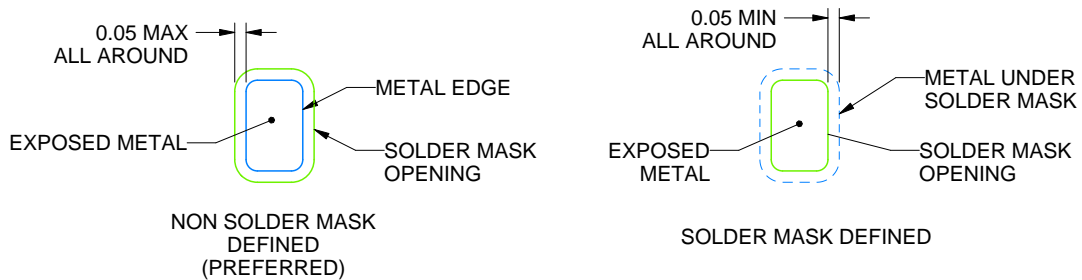 0.05 MAX
ALL AROUND
METAL EDGE
EXPOSED METAL
SOLDER MASK
OPENING
NON SOLDER MASK
DEFINED
(PREFERRED)
0.05 MIN
ALL AROUND
METAL UNDER
SOLDER MASK
EXPOSED
METAL
SOLDER MASK
OPENING
SOLDER MASK DEFINED